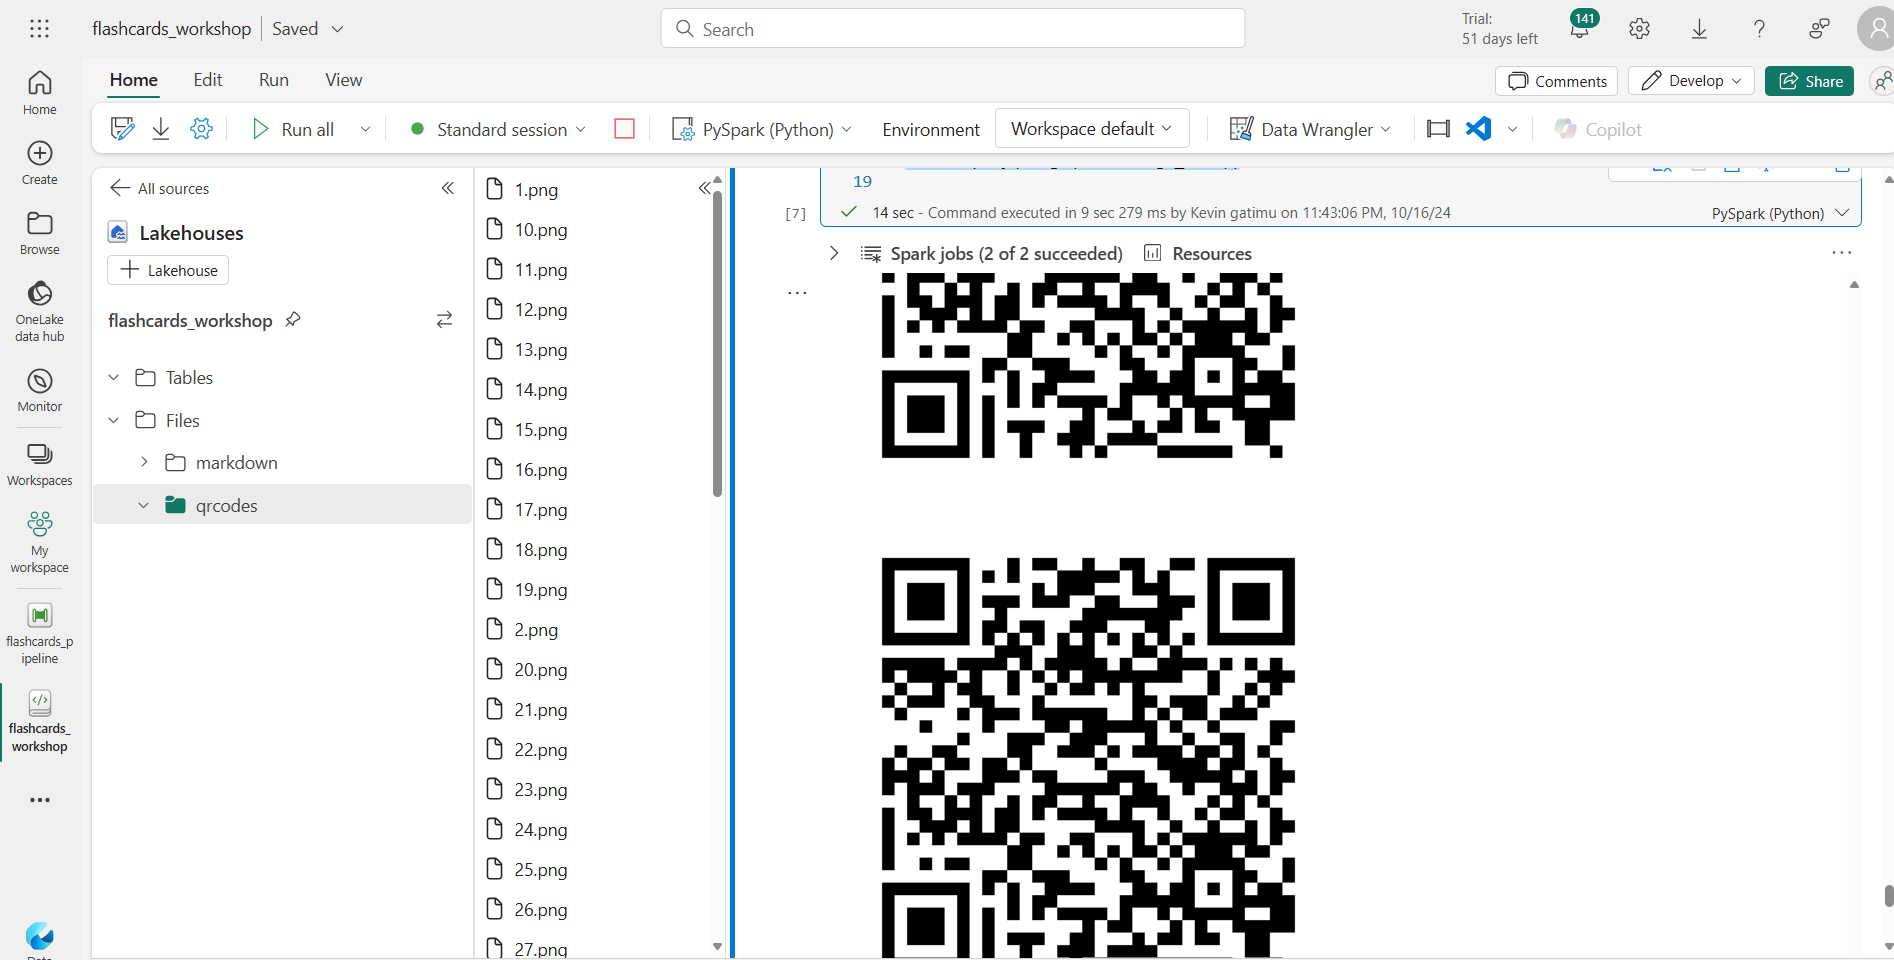 flashcards_workshop
Saved
Search
Trial:
51 days left
141
Home
Edit
Run
View
Comments
Develop
Share
Run all
Standard session
PySpark (Python)
Environment
Workspace default
Data Wrangler
Copilot
Home
Create
Browse
OneLake
data hub
Monitor
Workspaces
My
workspace
flashcards_p
ipeline
flashcards_
workshop
All sources
Lakehouses
Lakehouse
flashcards_workshop
Tables
Files
markdown
qrcodes
1.png
10.png
11.png
12.png
13.png
14.png
15.png
16.png
17.png
18.png
19.png
2.png
20.png
21.png
22.png
23.png
24.png
25.png
26.png
27.png
19
[7]
14 sec - Command executed in 9 sec 279 ms by Kevin gatimu on 11:43:06 PM, 10/16/24
PySpark (Python)
Spark jobs (2 of 2 succeeded)
Resources